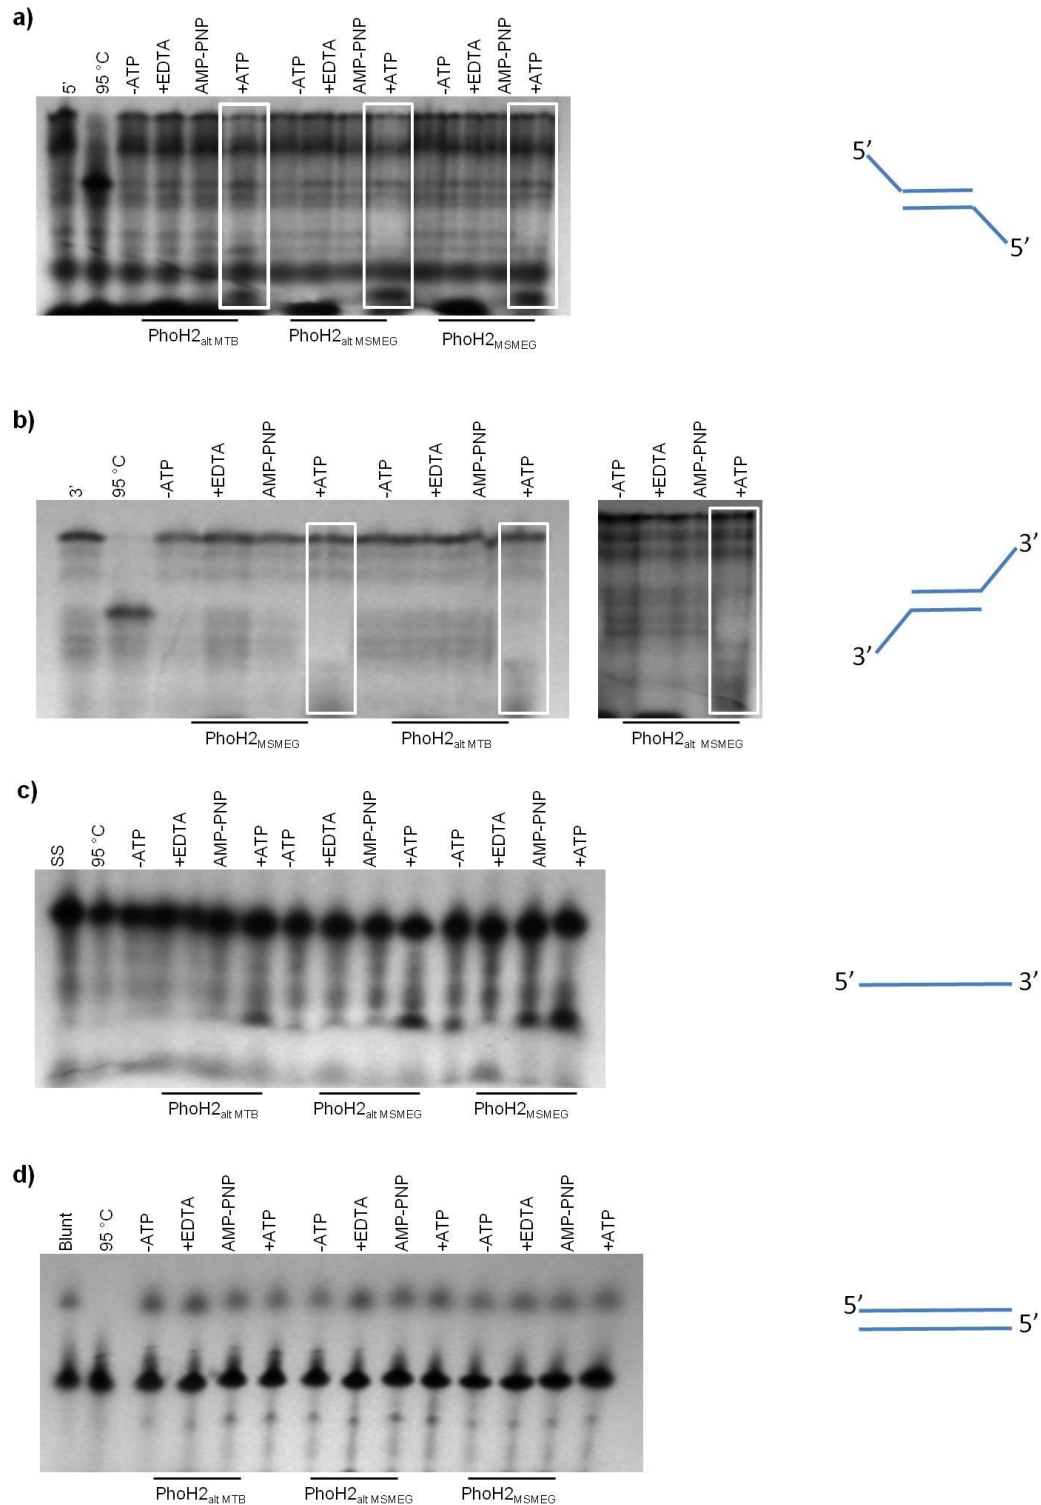 a)
5' 95 °C -ATP +EDTA AMP-PNP +ATP -ATP +EDTA AMP-PNP +ATP -ATP +EDTA AMP-PNP +ATP
5’
5’
PhoH2alt MTB PhoH2alt MSMEG PhoH2MSMEG
b)
3' 95 °C -ATP +EDTA AMP-PNP +ATP -ATP +EDTA AMP-PNP +ATP -ATP +EDTA AMP-PNP +ATP
3’
3’
PhoH2MSMEG PhoH2alt MTB PhoH2alt MSMEG
c)
SS 95 °C -ATP +EDTA AMP-PNP +ATP -ATP +EDTA AMP-PNP +ATP -ATP +EDTA AMP-PNP +ATP
5’ 3’
PhoH2alt MTB PhoH2alt MSMEG PhoH2MSMEG
d)
Blunt 95 °C -ATP +EDTA AMP-PNP +ATP -ATP +EDTA AMP-PNP +ATP -ATP +EDTA AMP-PNP +ATP
5’
5’
PhoH2alt MTB PhoH2alt MSMEG PhoH2MSMEG